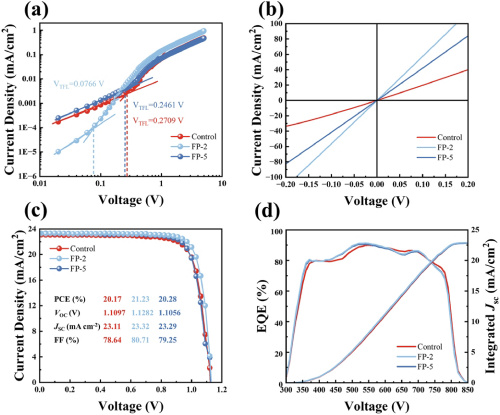 (a)
Current Density (mA/cm²)
1
0.1
0.01
0.001
1E-4
1E-5
1E-6
V_TFL=0.0766 V
V_TFL=0.2461 V
V_TFL=0.2709 V
Control
FP-2
FP-5
0.01
0.1
1
10
Voltage (V)
(b)
Current Density (mA/cm²)
100
80
60
40
20
0
-20
-40
-60
-80
-100
Control
FP-2
FP-5
-0.20 -0.15 -0.10 -0.05 0.00 0.05 0.10 0.15 0.20
Voltage (V)
(c)
Current Density (mA/cm²)
24
21
18
15
12
9
6
3
0
Control
FP-2
FP-5
PCE (%) 20.17 21.23 20.28
V_OC (V) 1.1097 1.1282 1.1056
J_SC (mA cm⁻²) 23.11 23.32 23.29
FF (%) 78.64 80.71 79.25
0.0 0.2 0.4 0.6 0.8 1.0 1.2
Voltage (V)
(d)
EQE (%)
100
80
60
40
20
0
Control
FP-2
FP-5
25
20
15
10
5
0
Integrated J_sc (mA/cm²)
300 350 400 450 500 550 600 650 700 750 800 850
Voltage (V)